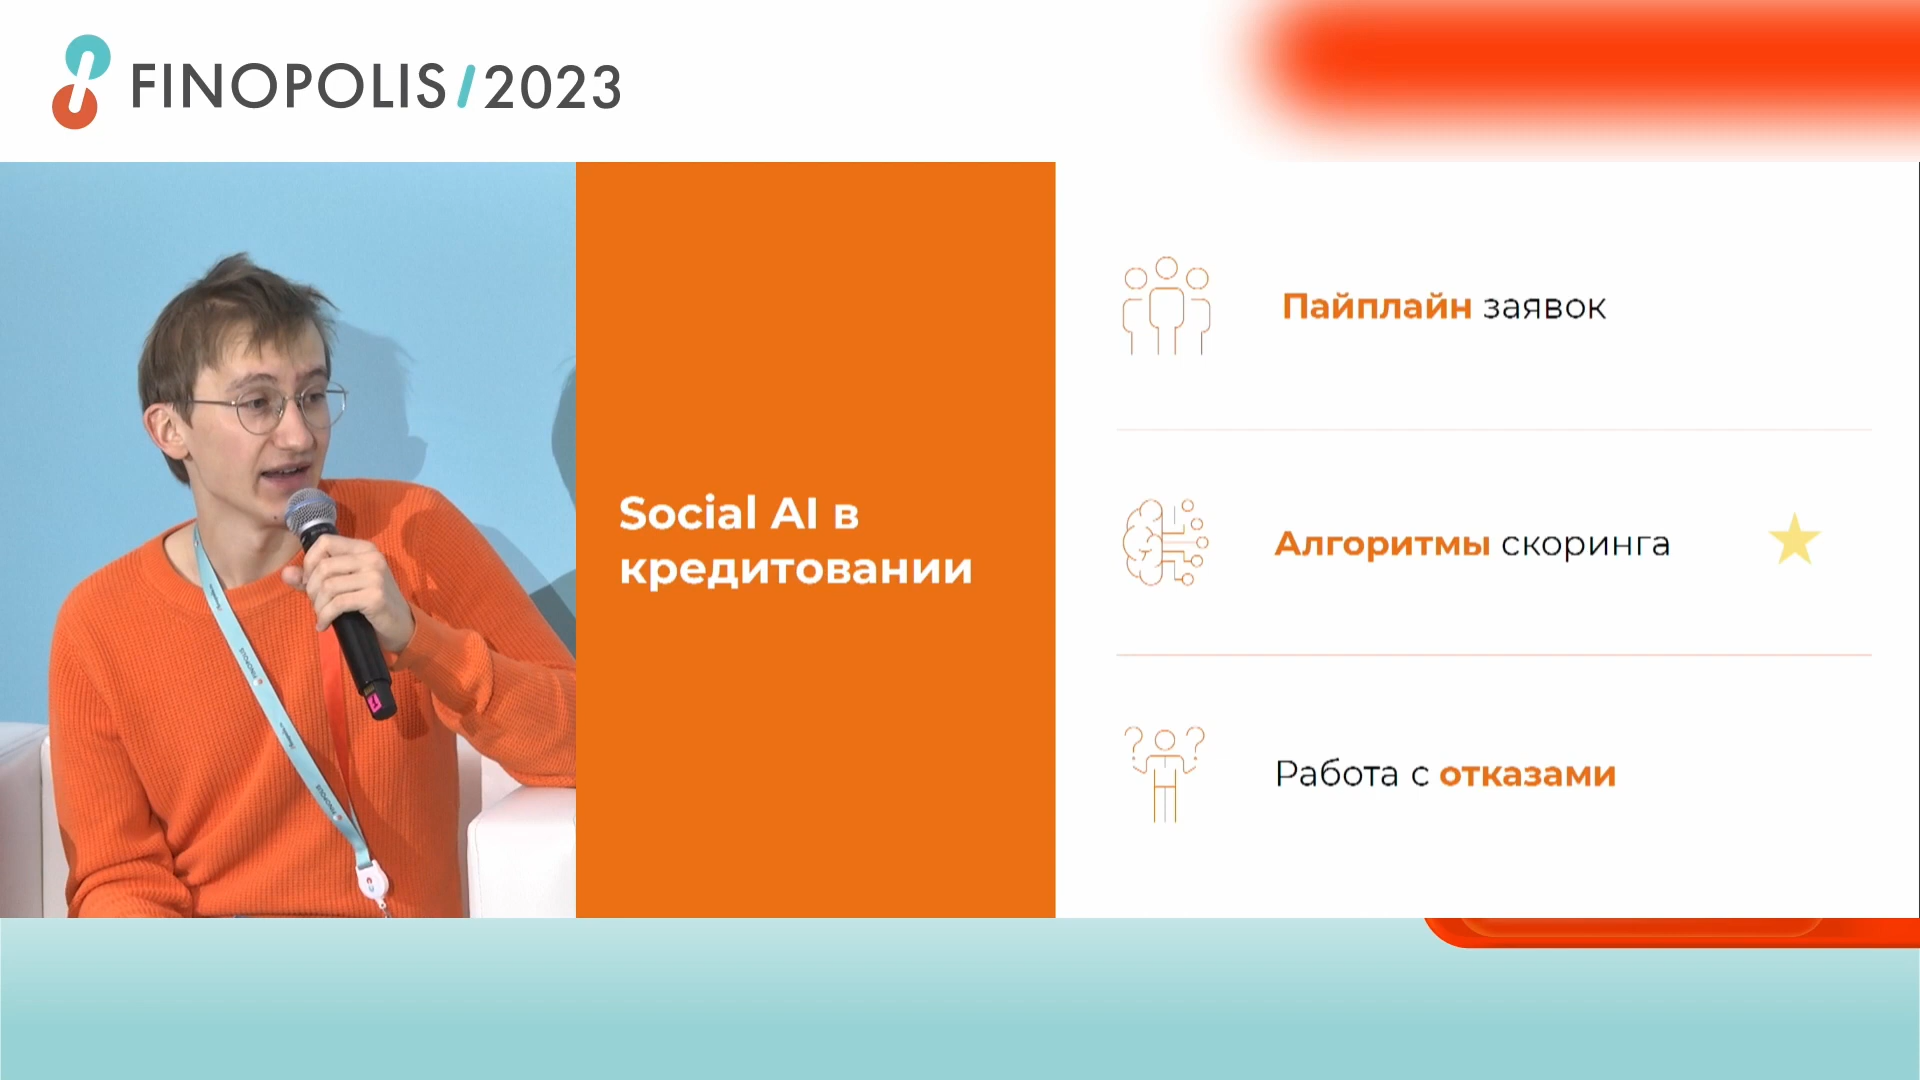 FINOPOLIS/2023
Social AI в
кредитовании
Пайплайн заявок
Алгоритмы скоринга
Работа с отказами